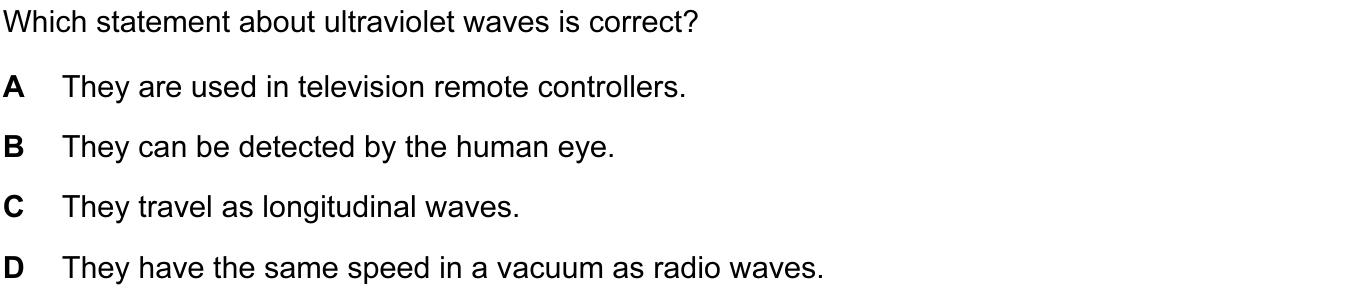 Which statement about ultraviolet waves is correct?
A They are used in television remote controllers.
B They can be detected by the human eye.
C They travel as longitudinal waves.
D They have the same speed in a vacuum as radio waves.